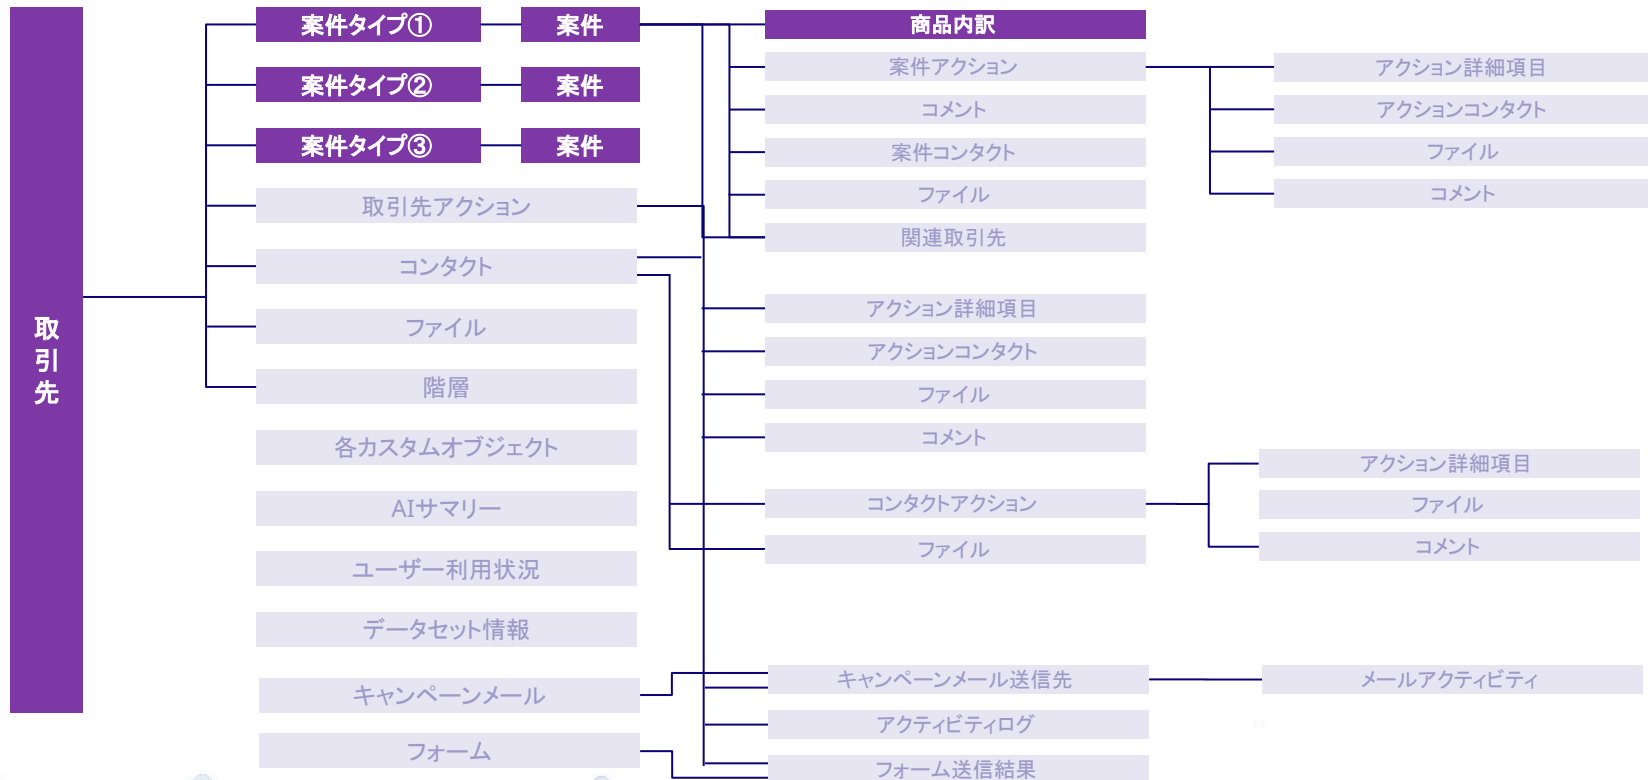 取引先
案件タイプ①
案件
案件タイプ②
案件
案件タイプ③
案件
取引先アクション
コンタクト
ファイル
階層
各カスタムオブジェクト
AIサマリー
ユーザー利用状況
データセット情報
キャンペーンメール
フォーム
商品内訳
案件アクション
コメント
案件コンタクト
ファイル
関連取引先
アクション詳細項目
アクションコンタクト
ファイル
コメント
コンタクトアクション
ファイル
キャンペーンメール送信先
アクティビティログ
フォーム送信結果
アクション詳細項目
アクションコンタクト
ファイル
コメント
アクション詳細項目
ファイル
コメント
メールアクティビティ